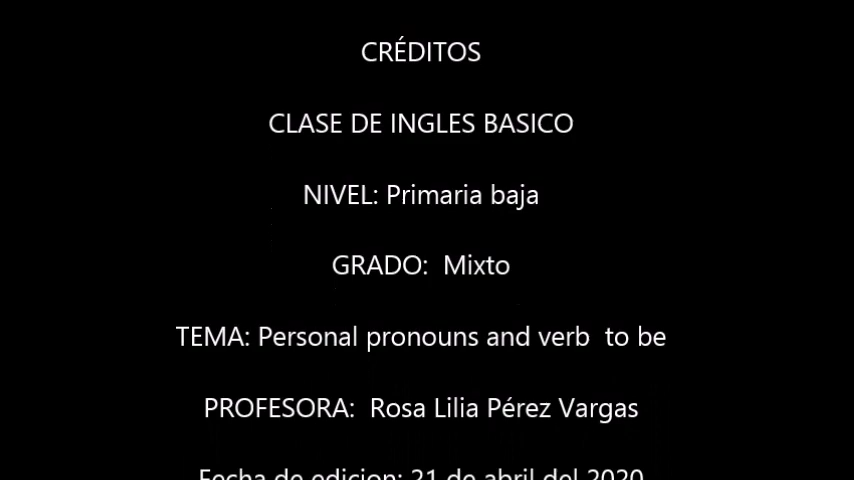 CRÉDITOS
CLASE DE INGLES BASICO
NIVEL: Primaria baja
GRADO:  Mixto
TEMA: Personal pronouns and verb  to be
PROFESORA:  Rosa Lilia Pérez Vargas
Fecha de edicion: 21 de abril del 2020